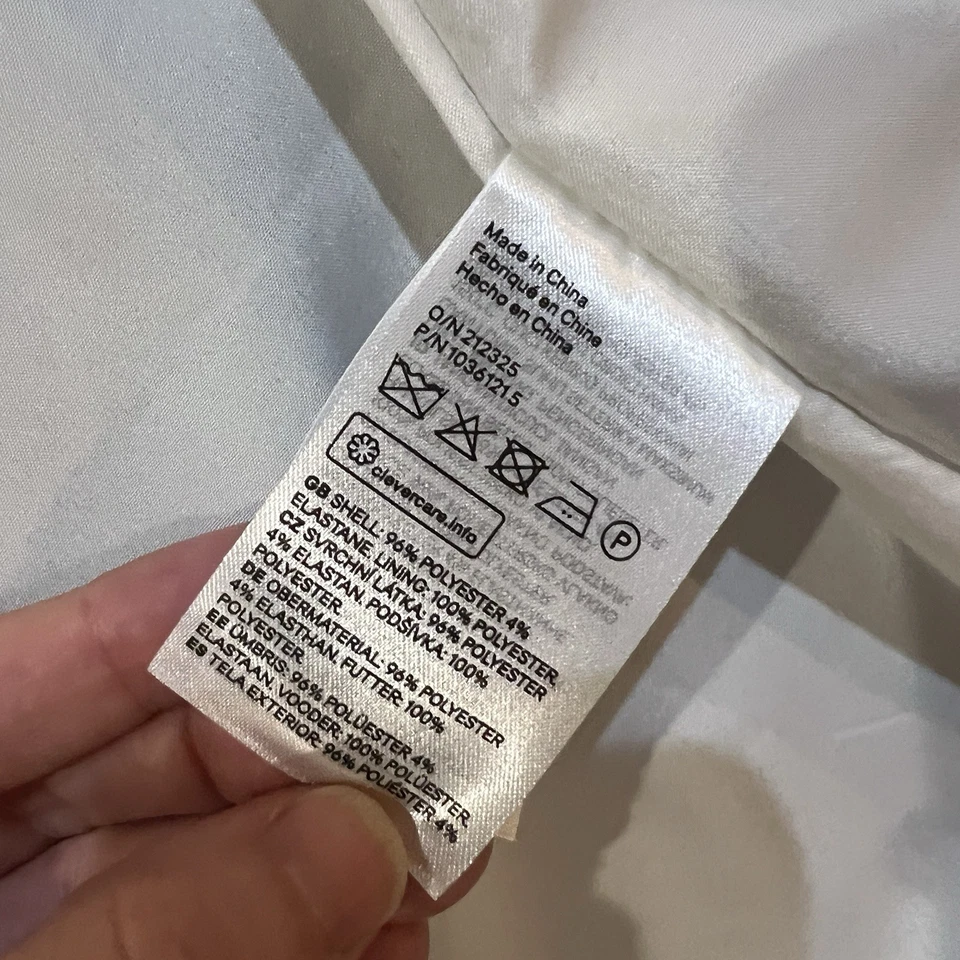 Made in China
Fabriqué en Chine
Hecho en China
O/N 212325
P/N 10361215
P
clevercare.info
GB SHELL: 96% POLYESTER 4%
ELASTANE, LINING: 100% POLYESTER,
CZ SVRCHNÍ LÁTKA: 96% POLYESTER
4% ELASTAN, PODŠÍVKA: 100%
POLYESTER,
DE OBERMATERIAL: 96% POLYESTER
4% ELASTHAN, FUTTER: 100%
POLYESTER,
EE ÜMBRIS: 96% POLÜESTER 4%
ELASTAAN, VOODER: 100% POLÜESTER,
ES TELA EXTERIOR: 96% POLIÉSTER 4%